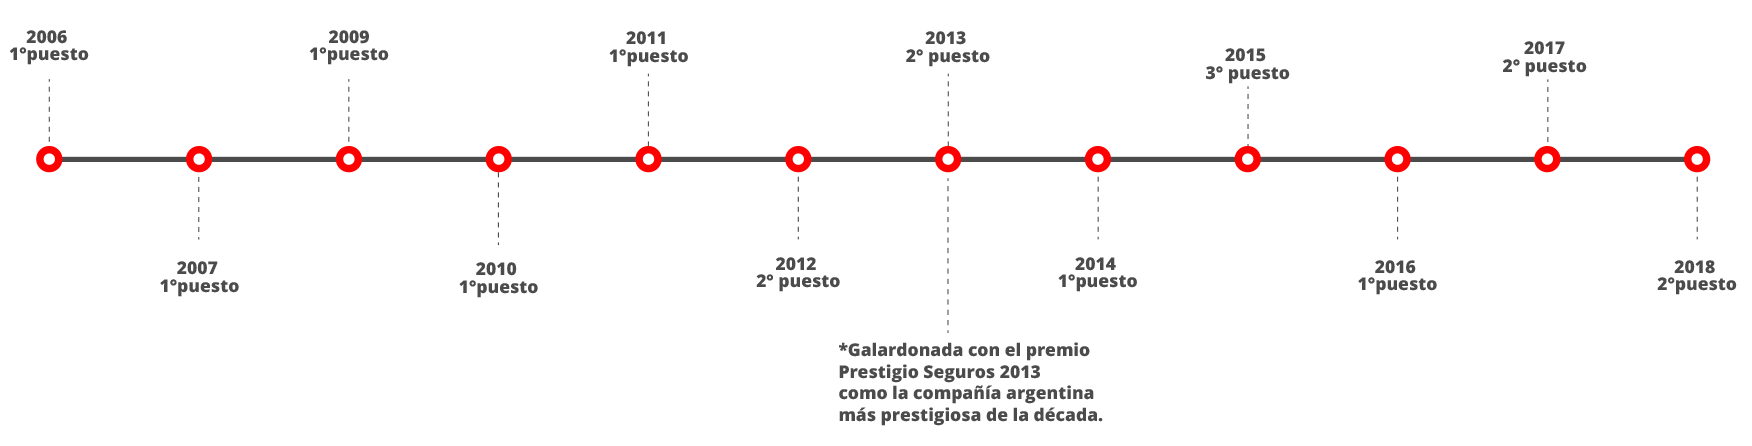 2006
1°puesto
2009
1°puesto
2011
1°puesto
2013
2° puesto
2015
3° puesto
2017
2° puesto
2007
1°puesto
2010
1°puesto
2012
2° puesto
2014
1°puesto
2016
1°puesto
2018
2°puesto
*Galardonada con el premio
Prestigio Seguros 2013
como la compañía argentina
más prestigiosa de la década.